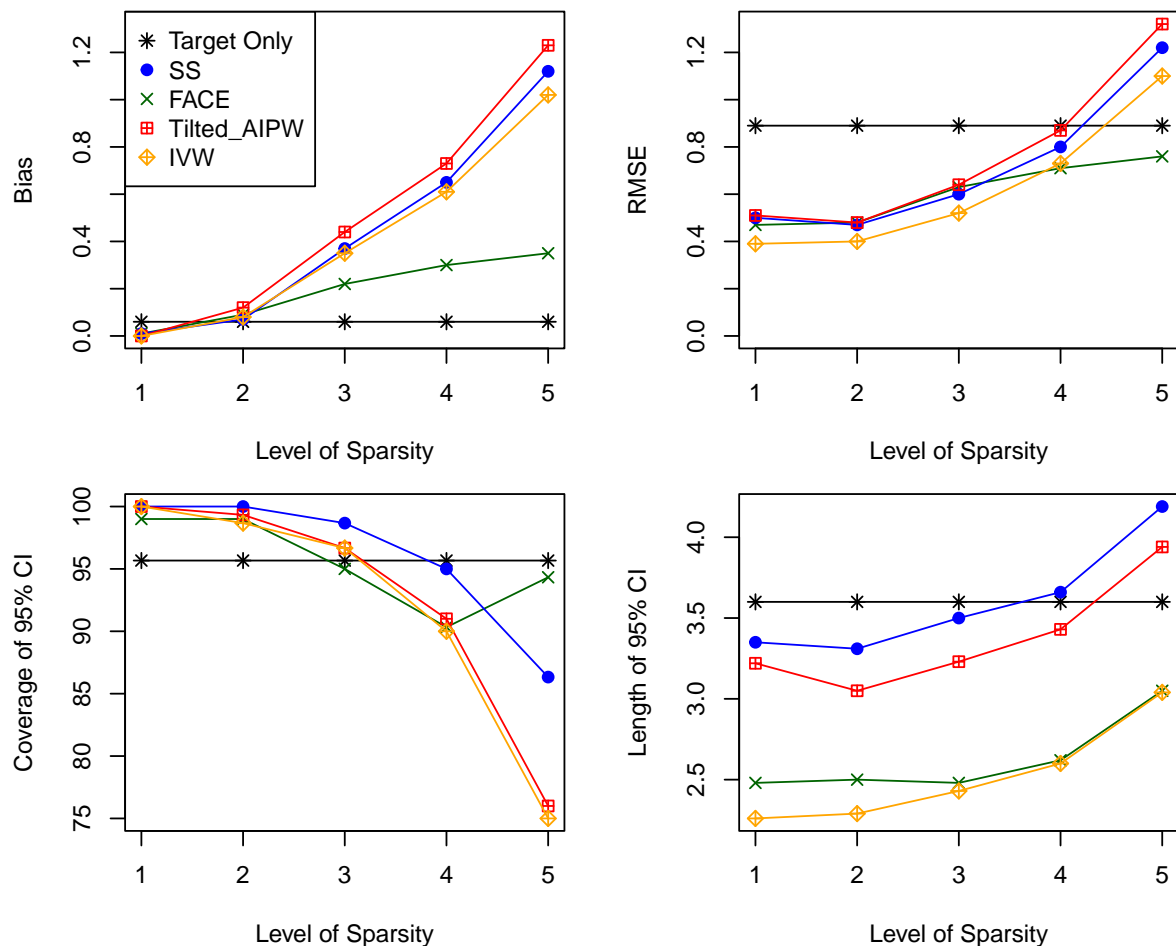 Bias
1.2
0.8
0.4
0.0
Target Only
SS
FACE
Tilted_AIPW
IVW
1 2 3 4 5
Level of Sparsity
RMSE
1.2
0.8
0.4
0.0
1 2 3 4 5
Level of Sparsity
Coverage of 95% CI
100
95
90
85
80
75
1 2 3 4 5
Level of Sparsity
Length of 95% CI
4.0
3.5
3.0
2.5
1 2 3 4 5
Level of Sparsity